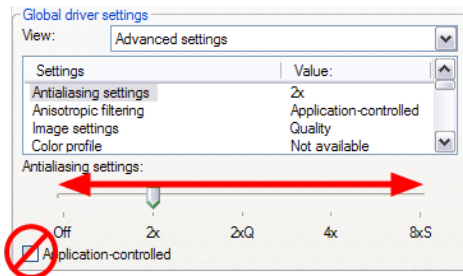 Global driver settings
View: Advanced settings
Settings Value:
Antialiasing settings 2x
Anisotropic filtering Application-controlled
Image settings Quality
Color profile Not available
Antialiasing settings:
Off 2x 2xQ 4x 8xS
Application-controlled